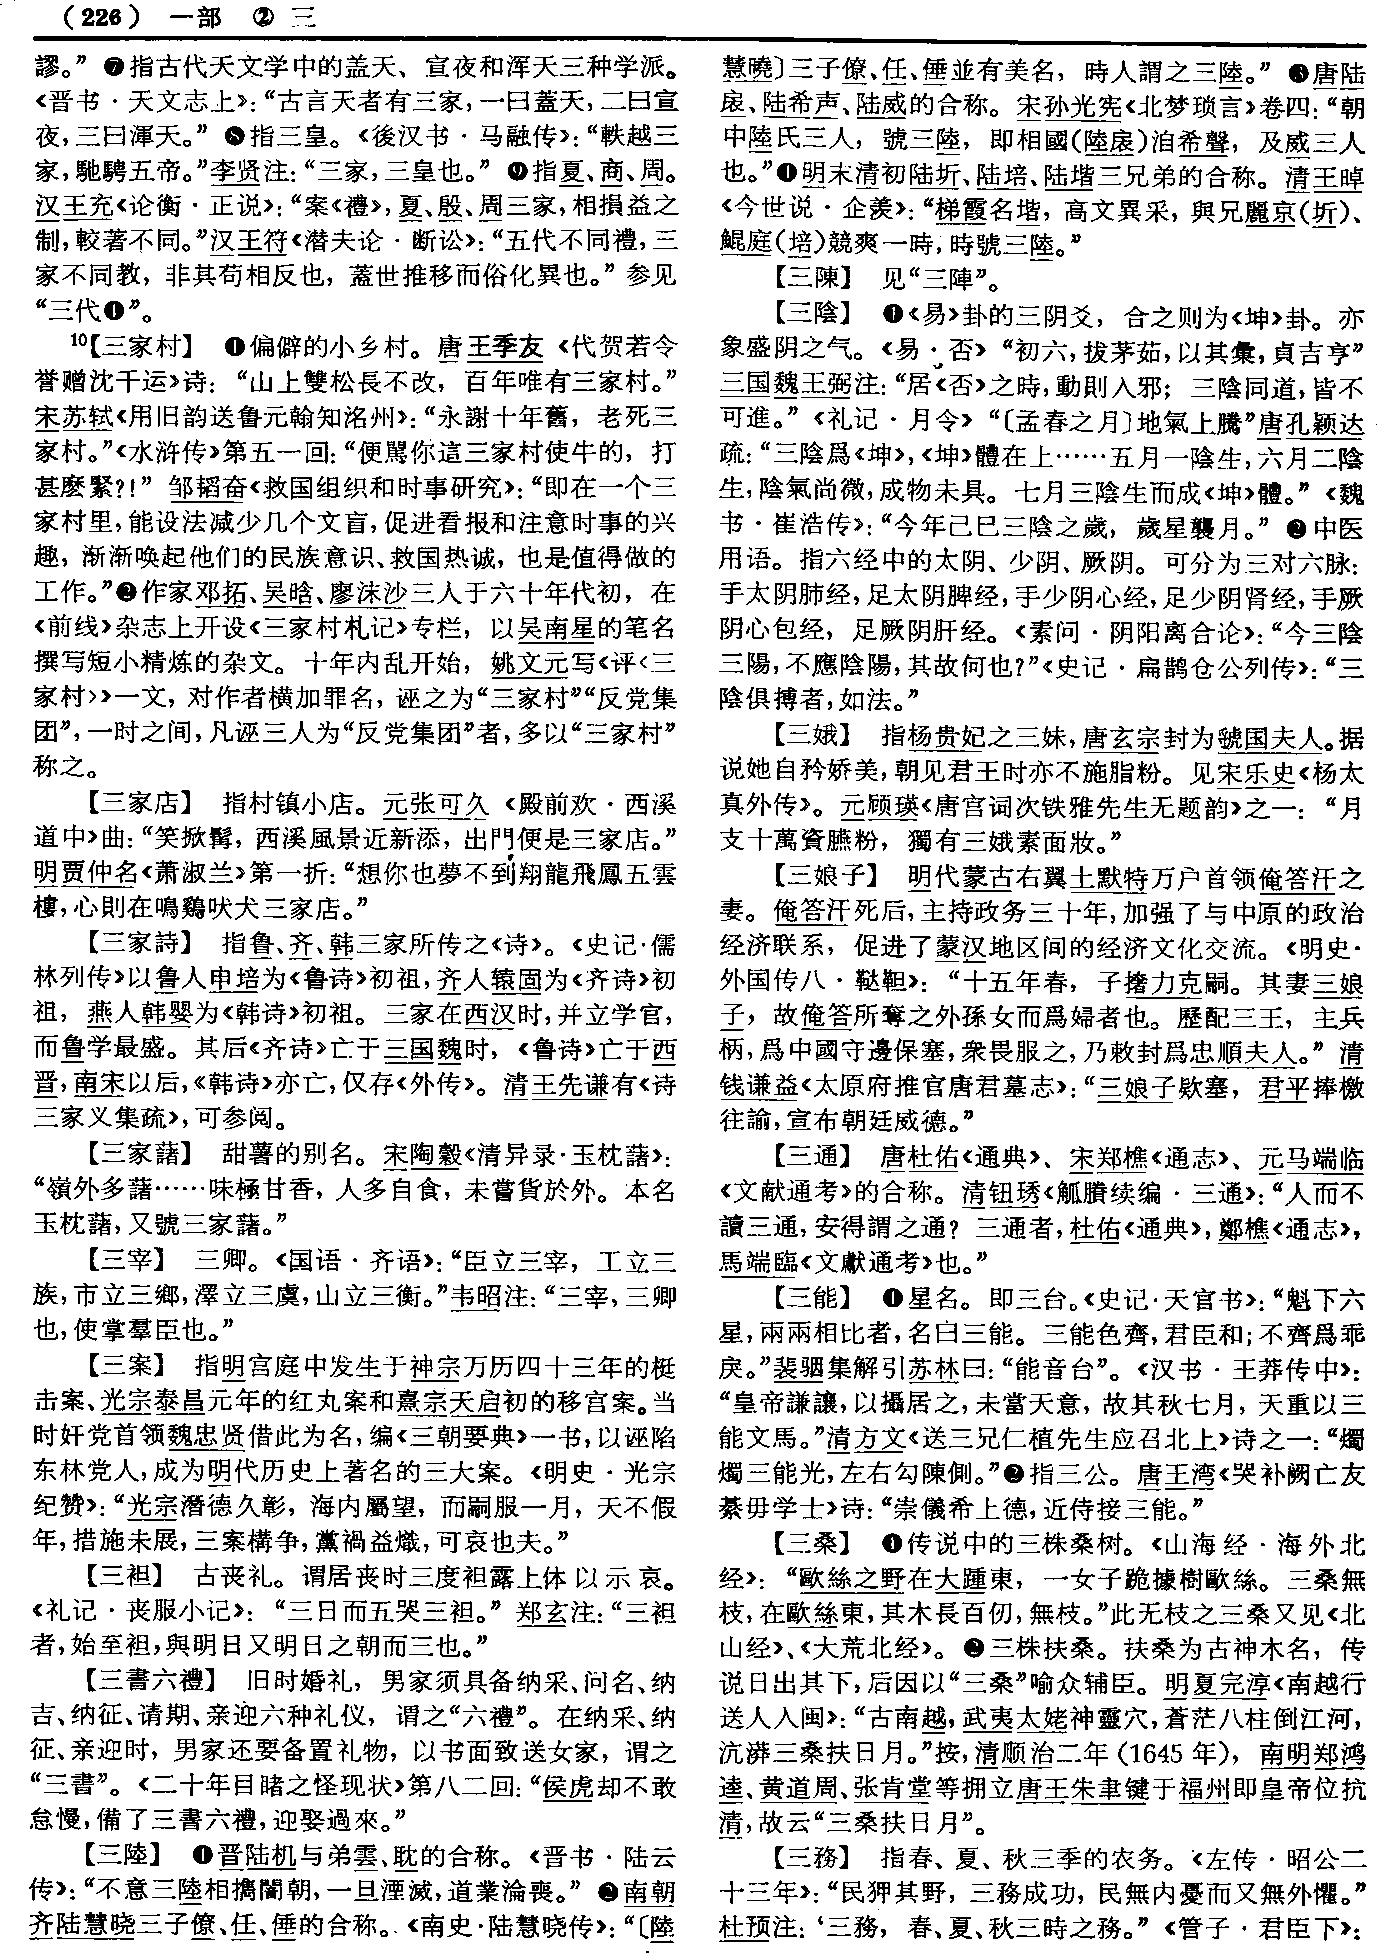 （226） 一部 ② 三
謬。” ❼指古代天文学中的盖天、宣夜和浑天三种学派。
《晋书·天文志上》：“古言天者有三家，一曰蓋天，二曰宣
夜，三曰渾天。” ❽指三皇。《後汉书·马融传》：“軼越三
家，馳騁五帝。”李贤注：“三家，三皇也。” ❾指夏、商、周。
汉王充《论衡·正说》：“案《禮》，夏、殷、周三家，相損益之
制，較著不同。”汉王符《潜夫论·断讼》：“五代不同禮，三
家不同教，非其苟相反也，蓋世推移而俗化異也。”参见
“三代❶”。
10【三家村】 ❶偏僻的小乡村。唐王季友《代贺若令
誉赠沈千运》诗：“山上雙松長不改，百年唯有三家村。”
宋苏轼《用旧韵送鲁元翰知洺州》：“永謝十年舊，老死三
家村。”《水浒传》第五一回：“便罵你這三家村使牛的，打
甚麽緊？！” 邹韬奋《救国组织和时事研究》：“即在一个三
家村里，能设法减少几个文盲，促进看报和注意时事的兴
趣，渐渐唤起他们的民族意识、救国热诚，也是值得做的
工作。”❷作家邓拓、吴晗、廖沫沙三人于六十年代初，在
《前线》杂志上开设《三家村札记》专栏，以吴南星的笔名
撰写短小精炼的杂文。十年内乱开始，姚文元写《评〈三
家村〉》一文，对作者横加罪名，诬之为“三家村”“反党集
团”，一时之间，凡诬三人为“反党集团”者，多以“三家村”
称之。
【三家店】 指村镇小店。元张可久《殿前欢·西溪
道中》曲：“笑掀髯，西溪風景近新添，出門便是三家店。”
明贾仲名《萧淑兰》第一折：“想你也夢不到翔龍飛鳳五雲
樓，心則在鳴鷄吠犬三家店。”
【三家詩】 指鲁、齐、韩三家所传之《诗》。《史记·儒
林列传》以鲁人申培为《鲁诗》初祖，齐人辕固为《齐诗》初
祖，燕人韩婴为《韩诗》初祖。三家在西汉时，并立学官，
而鲁学最盛。其后《齐诗》亡于三国魏时，《鲁诗》亡于西
晋，南宋以后，《韩诗》亦亡，仅存《外传》。清王先谦有《诗
三家义集疏》，可参阅。
【三家藷】 甜薯的别名。宋陶穀《清异录·玉枕藷》：
“嶺外多藷……味極甘香，人多自食，未嘗貨於外。本名
玉枕藷，又號三家藷。”
【三宰】 三卿。《国语·齐语》：“臣立三宰，工立三
族，市立三鄉，澤立三虞，山立三衡。”韦昭注：“三宰，三卿
也，使掌羣臣也。”
【三案】 指明宫庭中发生于神宗万历四十三年的梃
击案、光宗泰昌元年的红丸案和熹宗天启初的移宫案。当
时奸党首领魏忠贤借此为名，编《三朝要典》一书，以诬陷
东林党人，成为明代历史上著名的三大案。《明史·光宗
纪赞》：“光宗潛德久彰，海内屬望，而嗣服一月，天不假
年，措施未展，三案構争，黨禍益熾，可哀也夫。”
【三袒】 古丧礼。谓居丧时三度袒露上体以示哀。
《礼记·丧服小记》：“三日而五哭三袒。” 郑玄注：“三袒
者，始至袒，與明日又明日之朝而三也。”
【三書六禮】 旧时婚礼，男家须具备纳采、问名、纳
吉、纳征、请期、亲迎六种礼仪，谓之“六禮”。在纳采、纳
征、亲迎时，男家还要备置礼物，以书面致送女家，谓之
“三書”。《二十年目睹之怪现状》第八二回：“侯虎却不敢
怠慢，備了三書六禮，迎娶過來。”
【三陸】 ❶晋陆机与弟雲、耽的合称。《晋书·陆云
传》：“不意三陸相攜闇朝，一旦湮滅，道業淪喪。” ❷南朝
齐陆慧晓三子僚、任、倕的合称。《南史·陆慧晓传》：“〔陸
慧曉〕三子僚、任、倕並有美名，時人謂之三陸。” ❸唐陆
扆、陆希声、陆威的合称。宋孙光宪《北梦琐言》卷四：“朝
中陸氏三人，號三陸，即相國（陸扆）洎希聲，及威三人
也。”❹明末清初陆圻、陆培、陆堦三兄弟的合称。清王晫
《今世说·企羡》：“梯霞名堦，高文異采，與兄麗京（圻）、
鯤庭（培）競爽一時，時號三陸。”
【三陳】 见“三陣”。
【三陰】 ❶《易》卦的三阴爻，合之则为《坤》卦。亦
象盛阴之气。《易·否》“初六，拔茅茹，以其彙，貞吉亨”
三国魏王弼注：“居《否》之時，動則入邪；三陰同道，皆不
可進。”《礼记·月令》“〔孟春之月〕地氣上騰”唐孔颖达
疏：“三陰爲《坤》，《坤》體在上……五月一陰生，六月二陰
生，陰氣尚微，成物未具。七月三陰生而成《坤》體。”《魏
书·崔浩传》：“今年己巳三陰之歲，歲星襲月。” ❷中医
用语。指六经中的太阴、少阴、厥阴。可分为三对六脉：
手太阴肺经，足太阴脾经，手少阴心经，足少阴肾经，手厥
阴心包经，足厥阴肝经。《素问·阴阳离合论》：“今三陰
三陽，不應陰陽，其故何也？”《史记·扁鹊仓公列传》：“三
陰俱搏者，如法。”
【三娥】 指杨贵妃之三妹，唐玄宗封为虢国夫人。据
说她自矜娇美，朝见君王时亦不施脂粉。见宋乐史《杨太
真外传》。元顾瑛《唐宫词次铁雅先生无题韵》之一：“月
支十萬資臙粉，獨有三娥素面妝。”
【三娘子】 明代蒙古右翼土默特万户首领俺答汗之
妻。俺答汗死后，主持政务三十年，加强了与中原的政治
经济联系，促进了蒙汉地区间的经济文化交流。《明史·
外国传八·鞑靼》：“十五年春，子撦力克嗣。其妻三娘
子，故俺答所奪之外孫女而爲婦者也。歷配三王，主兵
柄，爲中國守邊保塞，衆畏服之，乃敕封爲忠順夫人。” 清
钱谦益《太原府推官唐君墓志》：“三娘子欵塞，君平捧檄
往諭，宣布朝廷威德。”
【三通】 唐杜佑《通典》、宋郑樵《通志》、元马端临
《文献通考》的合称。清钮琇《觚賸续编·三通》：“人而不
讀三通，安得謂之通？三通者，杜佑《通典》，鄭樵《通志》，
馬端臨《文獻通考》也。”
【三能】 ❶星名。即三台。《史记·天官书》：“魁下六
星，兩兩相比者，名曰三能。三能色齊，君臣和；不齊爲乖
戾。”裴骃集解引苏林曰：“能音台”。《汉书·王莽传中》：
“皇帝謙讓，以攝居之，未當天意，故其秋七月，天重以三
能文馬。”清方文《送三兄仁植先生应召北上》诗之一：“燭
燭三能光，左右勾陳側。”❷指三公。唐王湾《哭补阙亡友
綦毋学士》诗：“崇儀希上德，近侍接三能。”
【三桑】 ❶传说中的三株桑树。《山海经·海外北
经》：“歐絲之野在大踵東，一女子跪據樹歐絲。三桑無
枝，在歐絲東，其木長百仞，無枝。”此无枝之三桑又见《北
山经》、《大荒北经》。 ❷三株扶桑。扶桑为古神木名，传
说日出其下，后因以“三桑”喻众辅臣。明夏完淳《南越行
送人入闽》：“古南越，武夷太姥神靈穴，蒼茫八柱倒江河，
沆漭三桑扶日月。”按，清顺治二年（1645年），南明郑鸿
逵、黄道周、张肯堂等拥立唐王朱聿键于福州即皇帝位抗
清，故云“三桑扶日月”。
【三務】 指春、夏、秋三季的农务。《左传·昭公二
十三年》：“民狎其野，三務成功，民無内憂而又無外懼。”
杜预注：‘三務，春、夏、秋三時之務。”《管子·君臣下》：